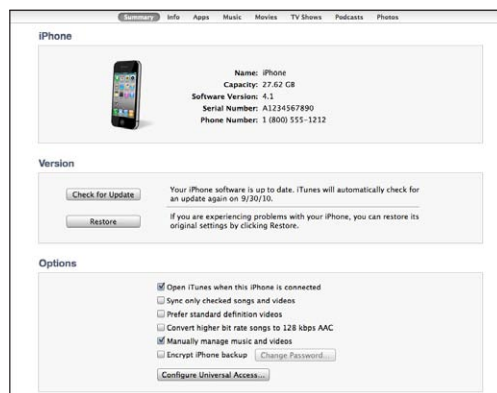 Summary Info Apps Music Movies TV Shows Podcasts Photos
iPhone
Name: iPhone
Capacity: 27.62 GB
Software Version: 4.1
Serial Number: A1234567890
Phone Number: 1 (800) 555-1212
Version
Check for Update
Your iPhone software is up to date. iTunes will automatically check for
an update again on 9/30/10.
Restore
If you are experiencing problems with your iPhone, you can restore its
original settings by clicking Restore.
Options
Open iTunes when this iPhone is connected
Sync only checked songs and videos
Prefer standard definition videos
Convert higher bit rate songs to 128 kbps AAC
Manually manage music and videos
Encrypt iPhone backup Change Password...
Configure Universal Access...